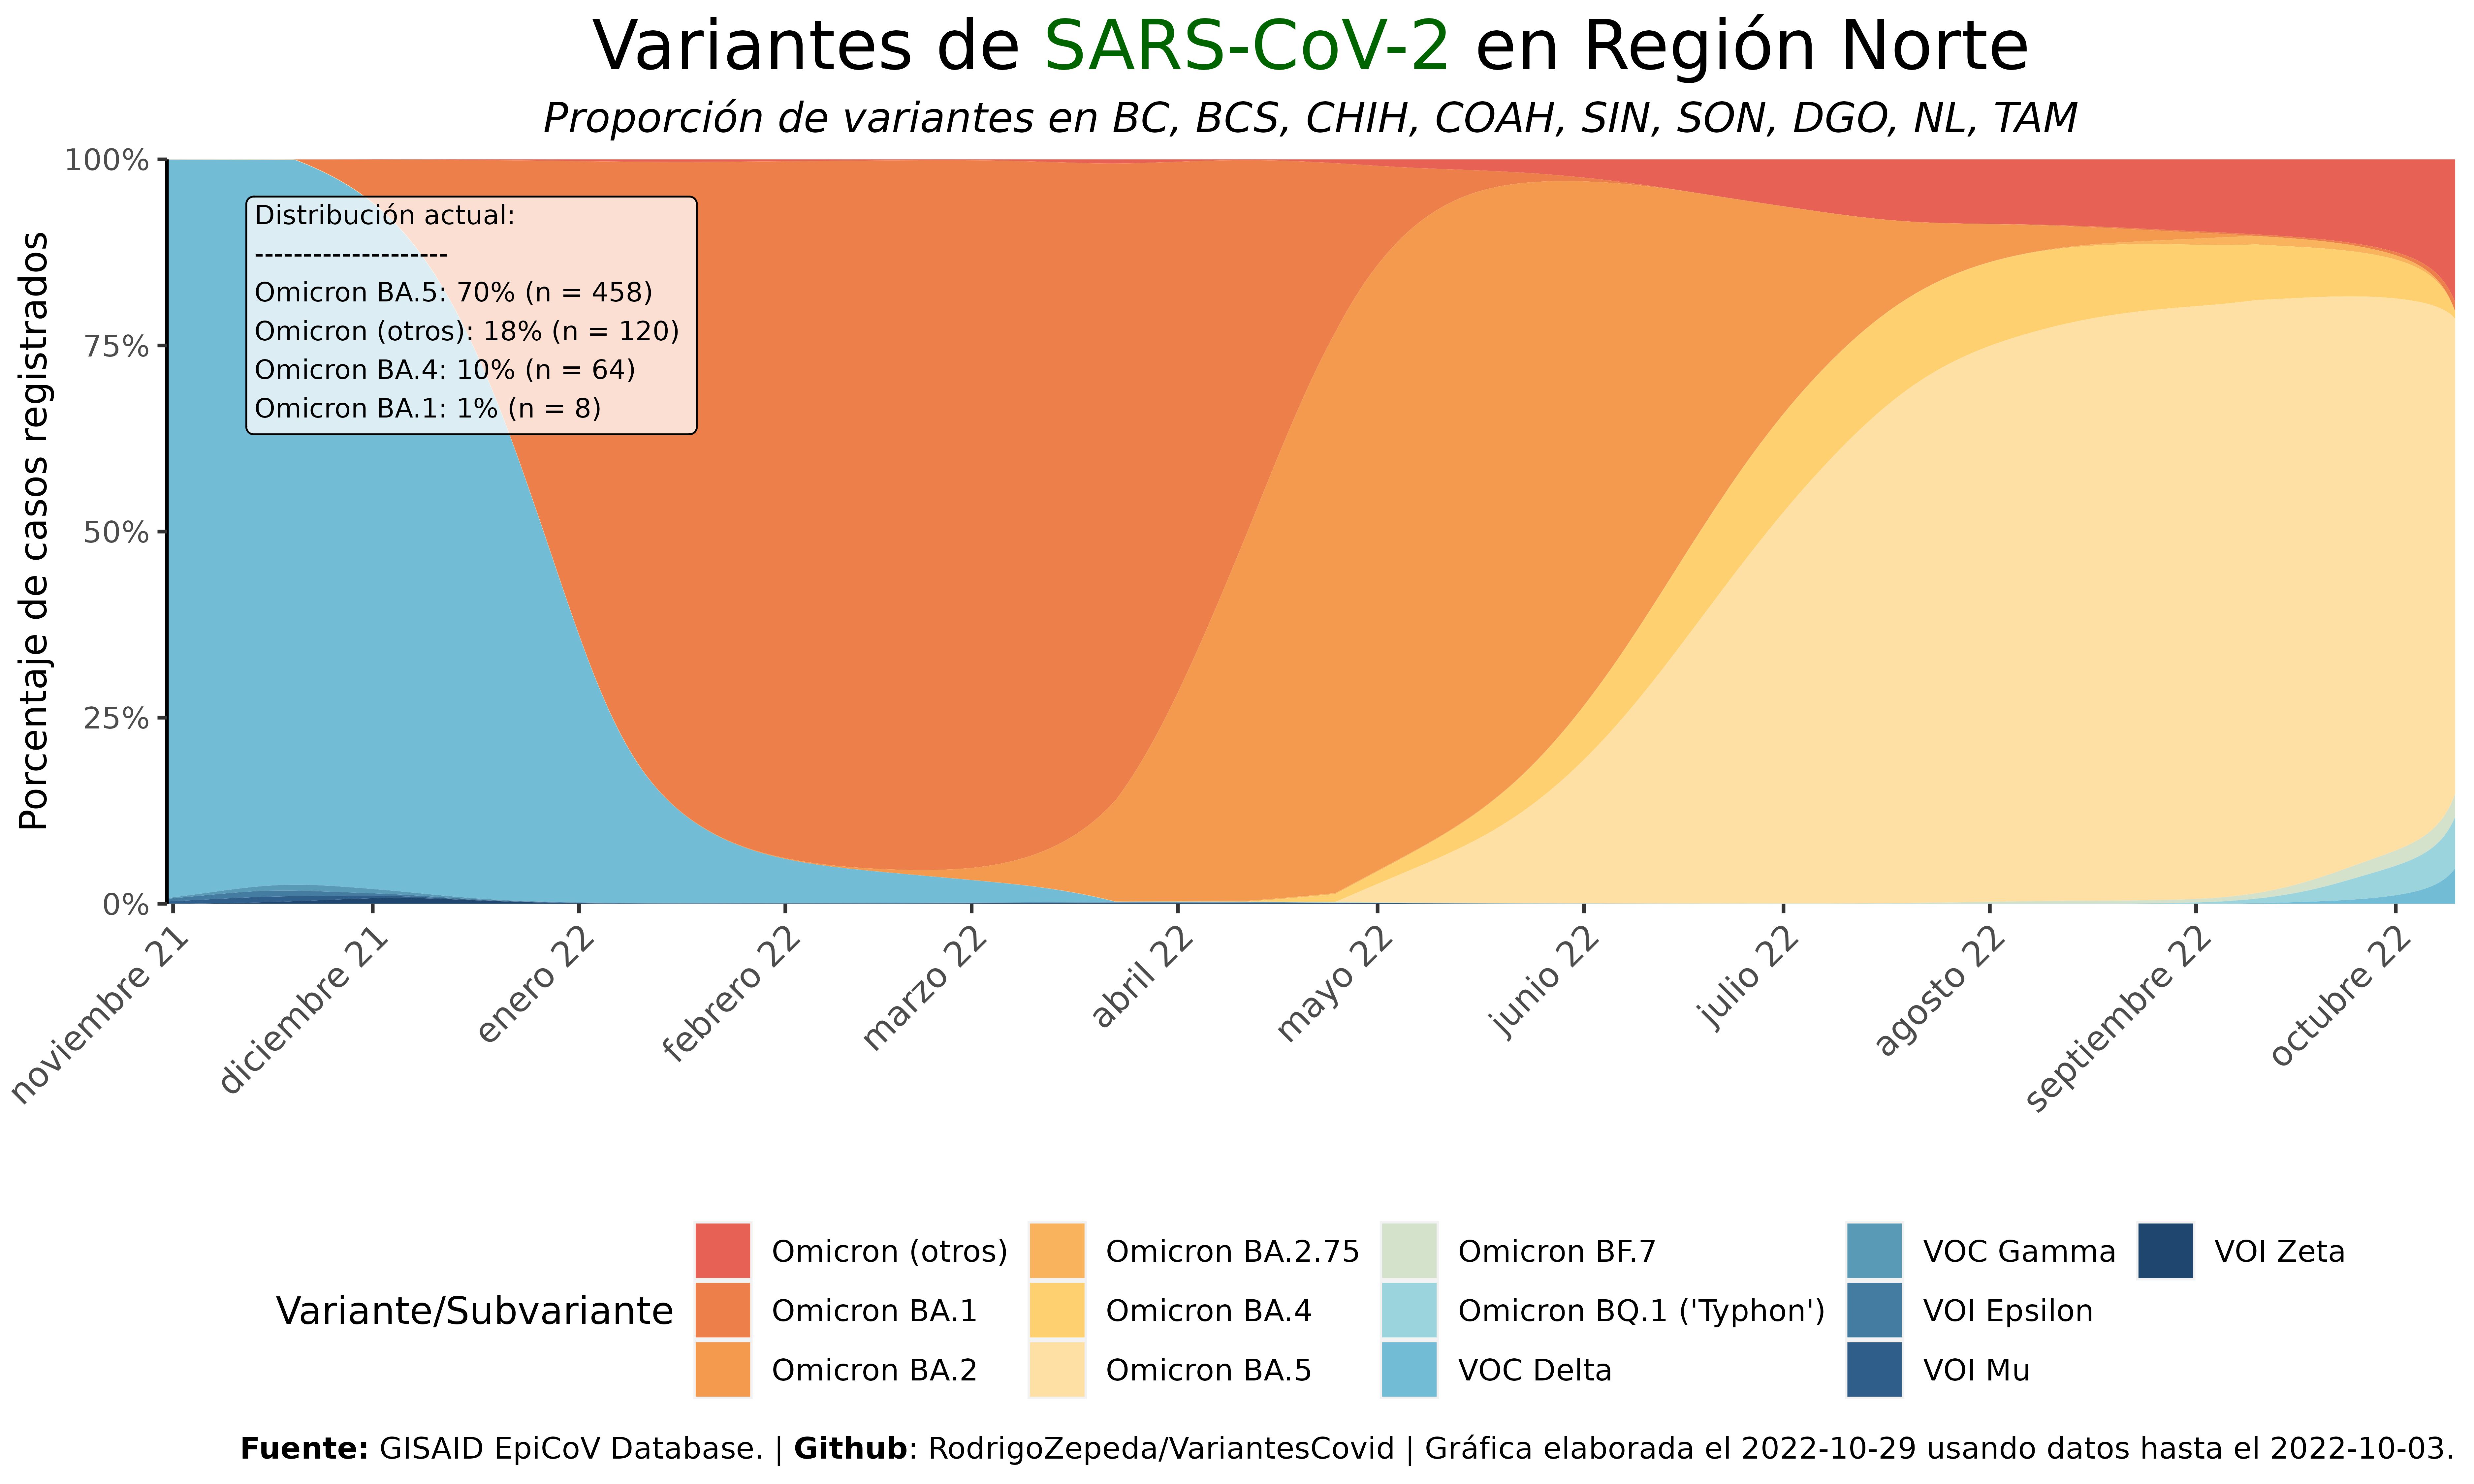 Variantes de SARS-CoV-2 en Región Norte
Proporción de variantes en BC, BCS, CHIH, COAH, SIN, SON, DGO, NL, TAM
Porcentaje de casos registrados
100%
75%
50%
25%
0%
Distribución actual:
--------------------
Omicron BA.5: 70% (n = 458)
Omicron (otros): 18% (n = 120)
Omicron BA.4: 10% (n = 64)
Omicron BA.1: 1% (n = 8)
noviembre 21
diciembre 21
enero 22
febrero 22
marzo 22
abril 22
mayo 22
junio 22
julio 22
agosto 22
septiembre 22
octubre 22
Variante/Subvariante
Omicron (otros)
Omicron BA.1
Omicron BA.2
Omicron BA.2.75
Omicron BA.4
Omicron BA.5
Omicron BF.7
Omicron BQ.1 ('Typhon')
VOC Delta
VOC Gamma
VOI Epsilon
VOI Mu
VOI Zeta
Fuente: GISAID EpiCoV Database. | Github: RodrigoZepeda/VariantesCovid | Gráfica elaborada el 2022-10-29 usando datos hasta el 2022-10-03.